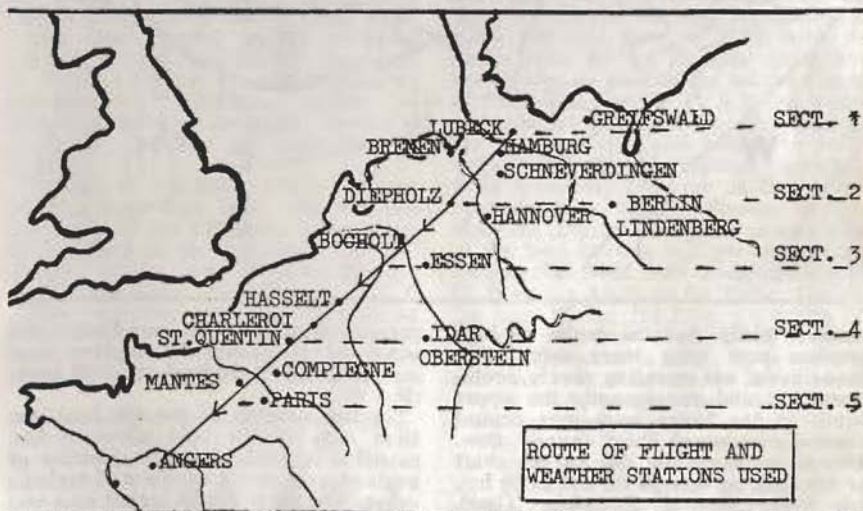 GREIFSWALD
SECT. 1
LUBECK
BREMEN
HAMBURG
SCHNEVERDINGEN
DIEPHOLZ
SECT. 2
BERLIN
HANNOVER
LINDENBERG
BOGHOLT
SECT. 3
ESSEN
HASSELT
CHARLEROI
ST. QUENTIN
IDAR
OBERSTEIN
SECT. 4
COMPIEGNE
MANTES
PARIS
SECT. 5
ANGERS
ROUTE OF FLIGHT AND
WEATHER STATIONS USED